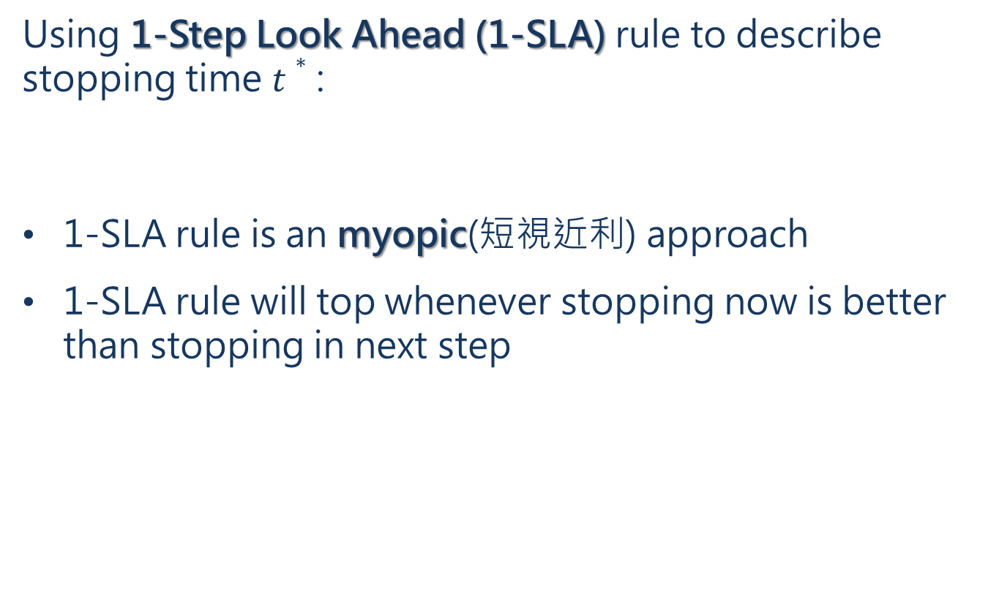 Using 1-Step Look Ahead (1-SLA) rule to describe
stopping time t * :
• 1-SLA rule is an myopic(短視近利) approach
• 1-SLA rule will top whenever stopping now is better
than stopping in next step